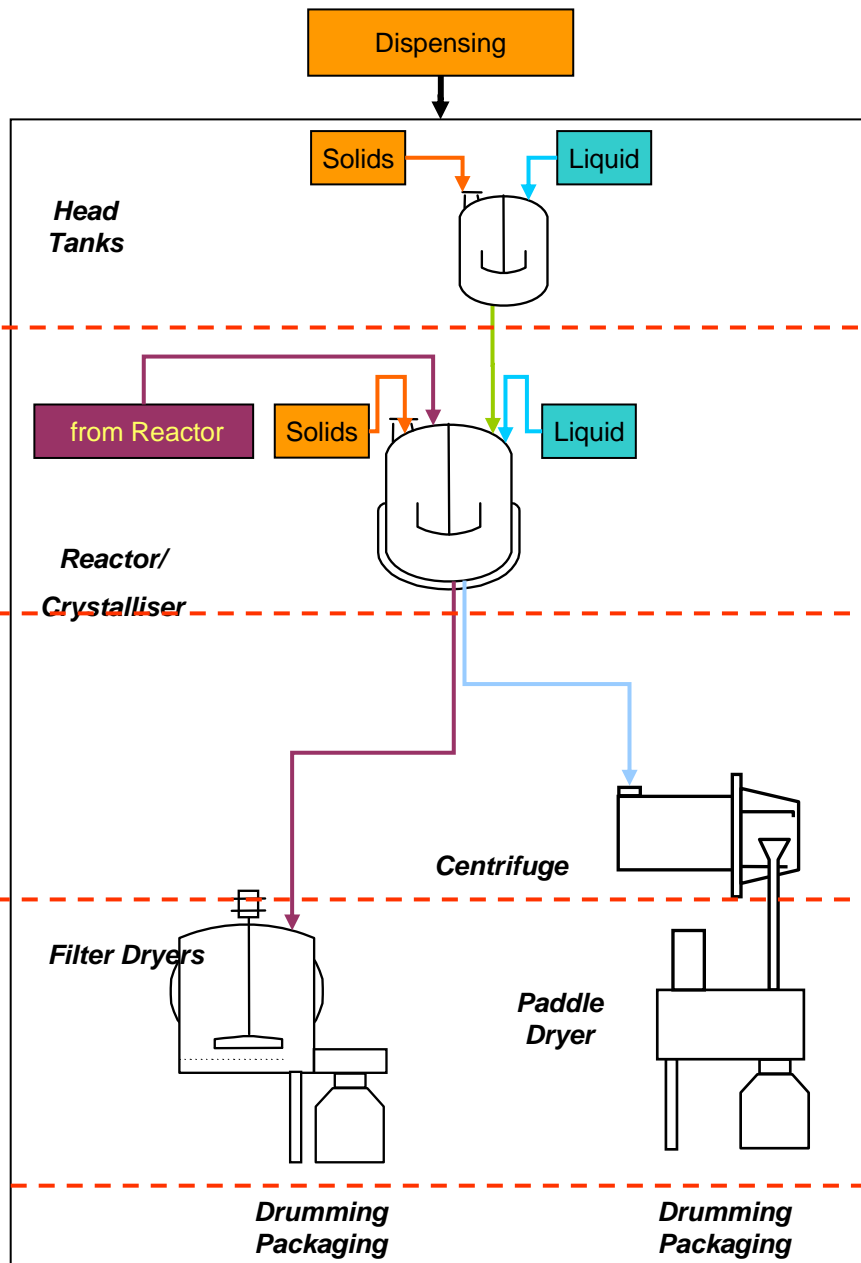 Dispensing
Solids
Liquid
Head
Tanks
from Reactor
Solids
Liquid
Reactor/
Crystalliser
Centrifuge
Filter Dryers
Paddle
Dryer
Drumming
Packaging
Drumming
Packaging